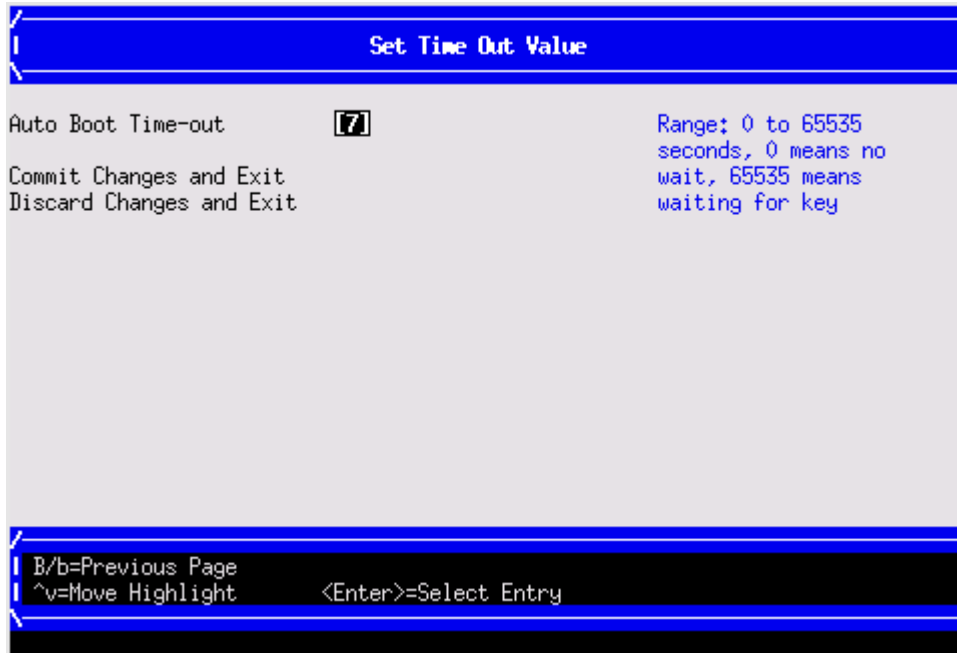 Set Time Out Value
Auto Boot Time-out [7] Range: 0 to 65535
seconds, 0 means no
Commit Changes and Exit wait, 65535 means
Discard Changes and Exit waiting for key
B/b=Previous Page
^v=Move Highlight <Enter>=Select Entry